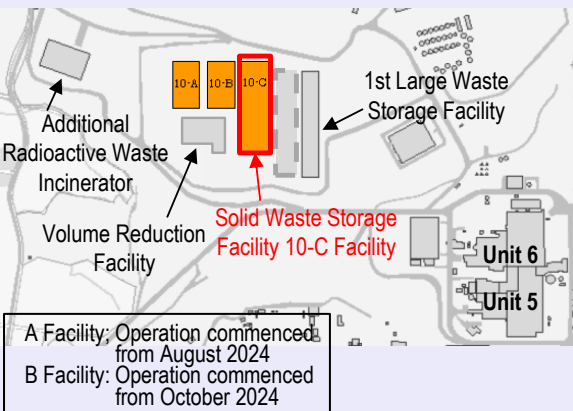 10-A
10-B
10-C
1st Large Waste
Storage Facility
Additional
Radioactive Waste
Incinerator
Volume Reduction
Facility
Solid Waste Storage
Facility 10-C Facility
Unit 6
Unit 5
A Facility; Operation commenced
from August 2024
B Facility: Operation commenced
from October 2024